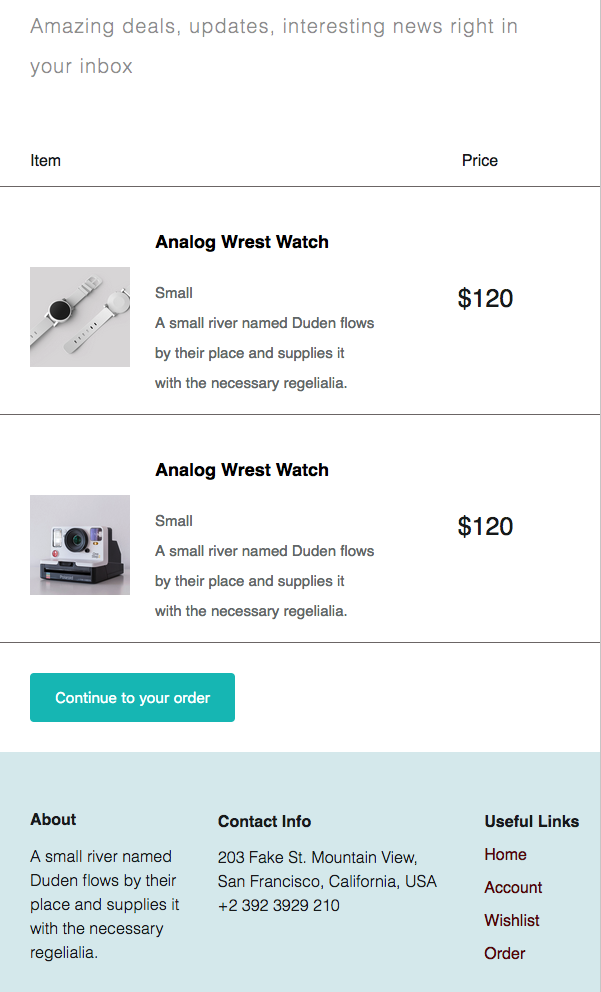 Amazing deals, updates, interesting news right in
your inbox
Item
Price
Analog Wrest Watch
Small
A small river named Duden flows
by their place and supplies it
with the necessary regelialia.
$120
Analog Wrest Watch
Small
A small river named Duden flows
by their place and supplies it
with the necessary regelialia.
$120
Continue to your order
About
A small river named
Duden flows by their
place and supplies it
with the necessary
regelialia.
Contact Info
203 Fake St. Mountain View,
San Francisco, California, USA
+2 392 3929 210
Useful Links
Home
Account
Wishlist
Order